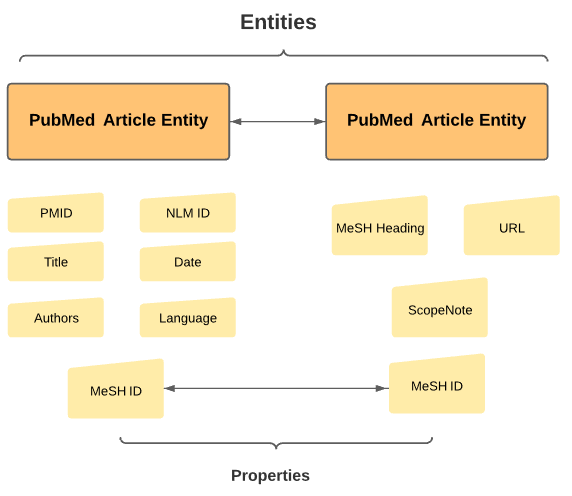 Entities
PubMed Article Entity
PubMed Article Entity
PMID
NLM ID
MeSH Heading
URL
Title
Date
ScopeNote
Authors
Language
MeSH ID
MeSH ID
Properties